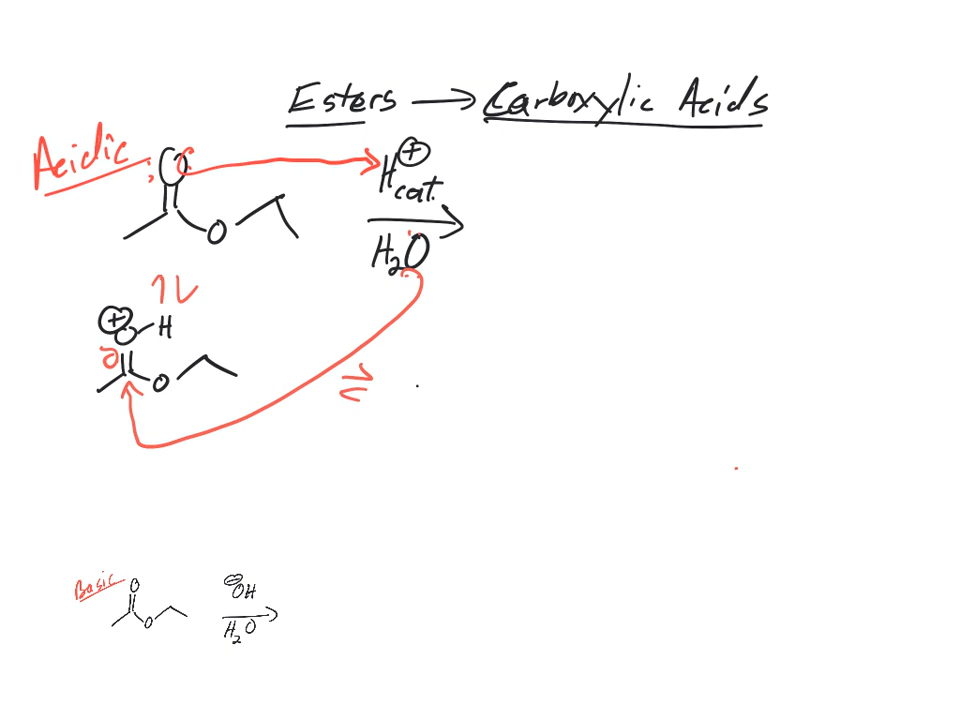 Esters → Carboxylic Acids
Acidic
O
H⊕
cat.
O
H₂O
⊕
O H
O
Basic
O
⊖OH
O
H₂O